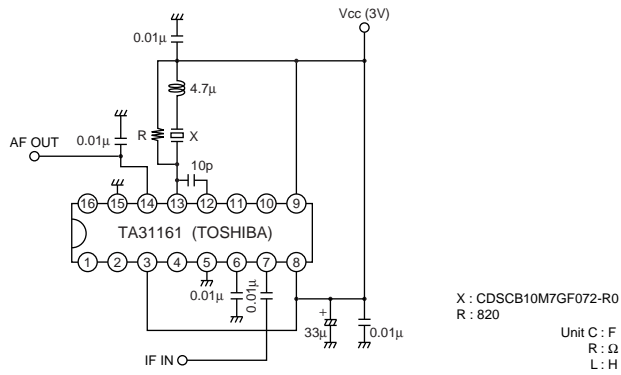 Vcc (3V)
0.01μ
4.7μ
R
X
0.01μ
AF OUT
10p
16 15 14 13 12 11 10 9
TA31161 (TOSHIBA)
1 2 3 4 5 6 7 8
0.01μ
0.01μ
+
33μ
0.01μ
IF IN
X : CDSCB10M7GF072-R0
R : 820
Unit C : F
R : Ω
L : H